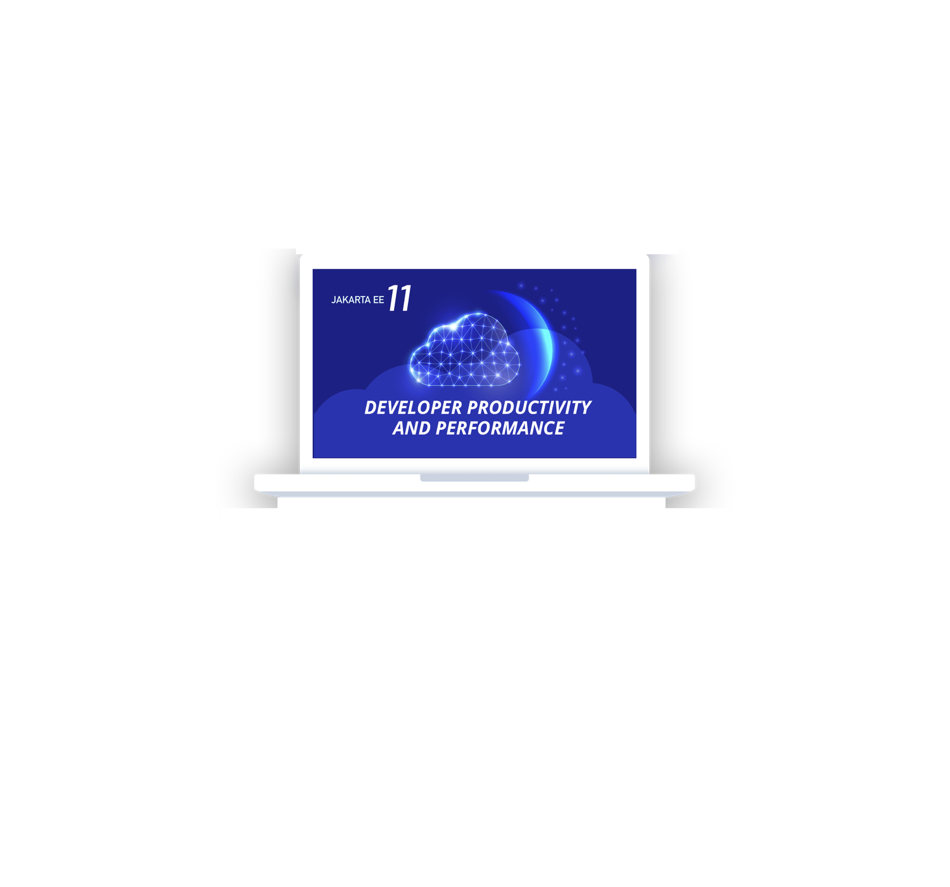 JAKARTA EE 11
DEVELOPER PRODUCTIVITY
AND PERFORMANCE